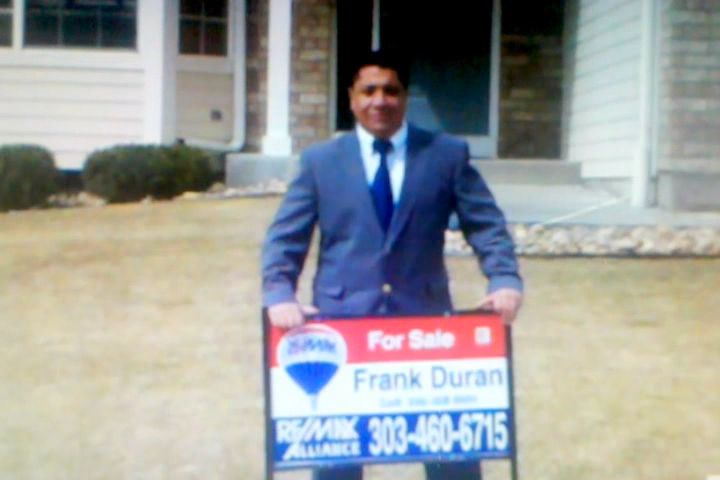 For Sale
RE/MAX
Frank Duran
RE/MAX
ALLIANCE
303-460-6715